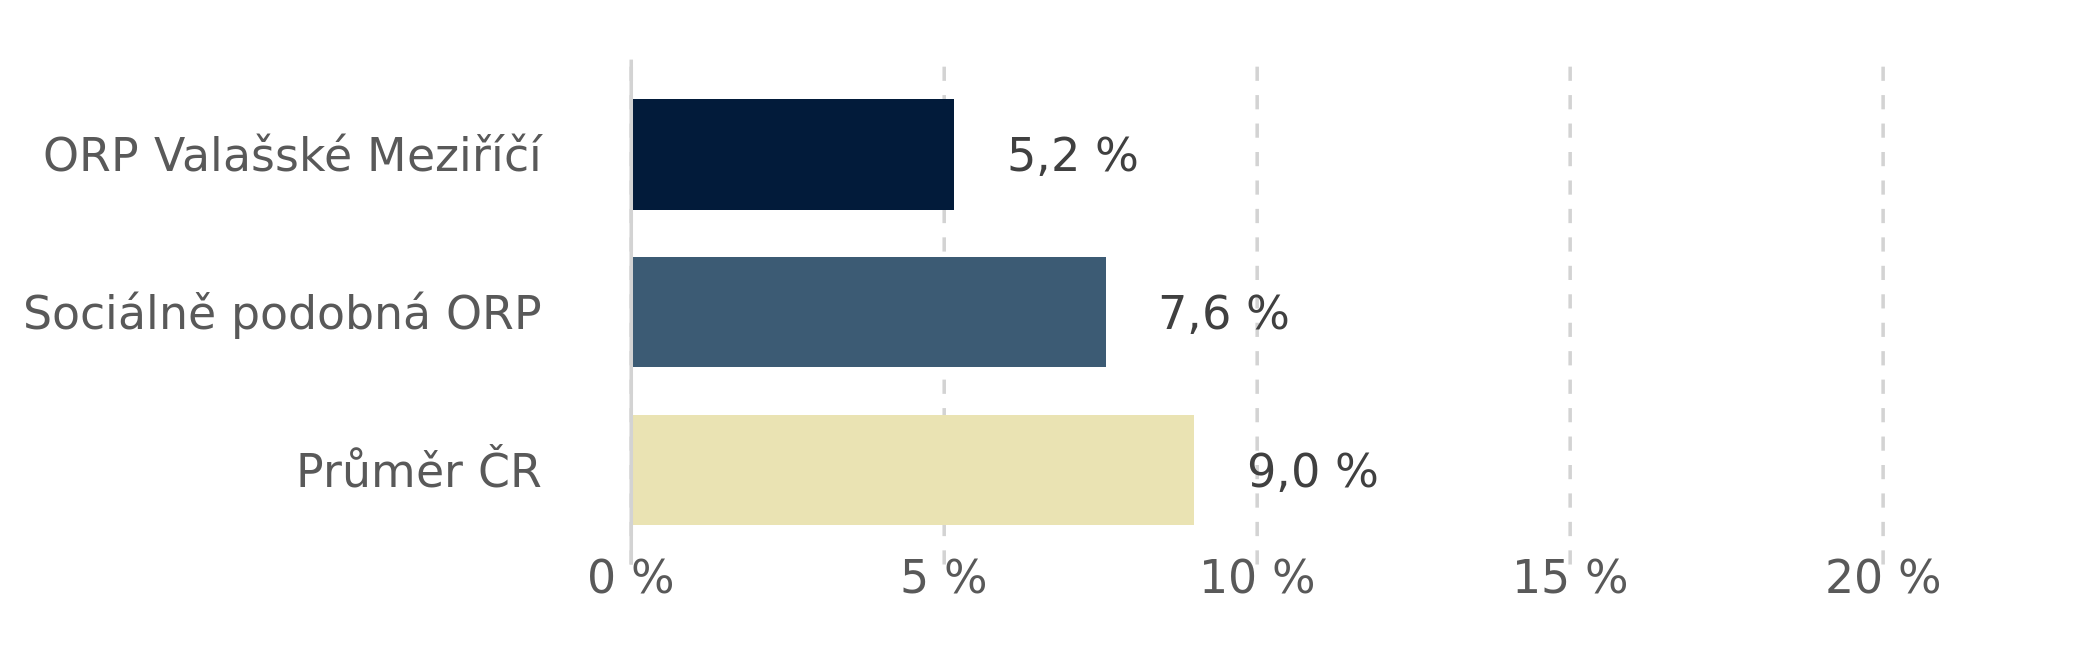 ORP Valašské Meziříčí 5,2 %
Sociálně podobná ORP 7,6 %
Průměr ČR 9,0 %
0 % 5 % 10 % 15 % 20 %